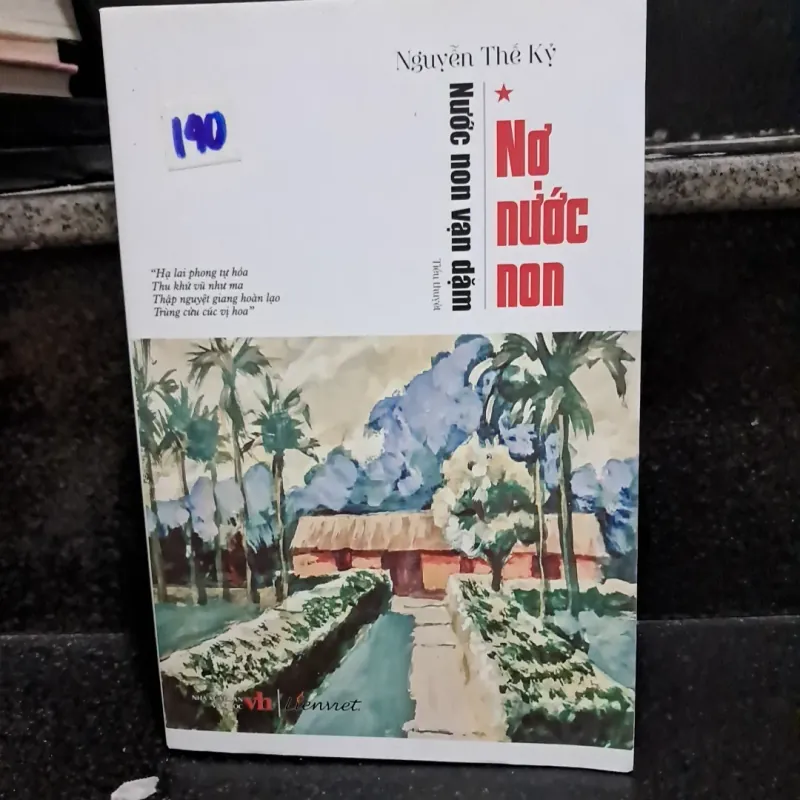 Nguyễn Thế Kỷ
190
Nợ
nước
non
Nước non vạn dặm
Tiểu thuyết
"Hạ lai phong tự hỏa
Thu khứ vũ như ma
Thập nguyệt giang hoàn lạo
Trùng cửu cúc vị hoa"
vh
Liênviet